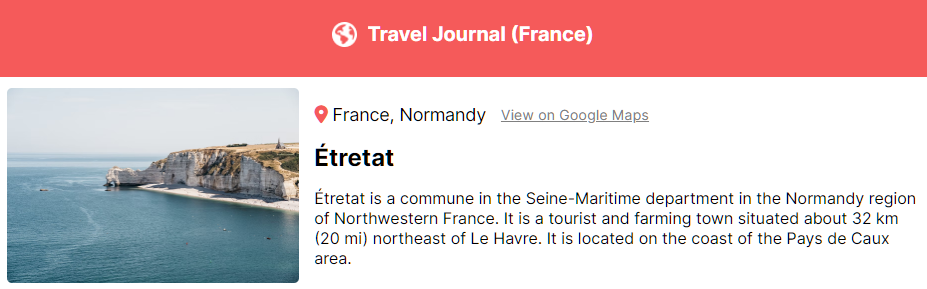 Travel Journal (France)
France, Normandy View on Google Maps
Étretat
Étretat is a commune in the Seine-Maritime department in the Normandy region
of Northwestern France. It is a tourist and farming town situated about 32 km
(20 mi) northeast of Le Havre. It is located on the coast of the Pays de Caux
area.